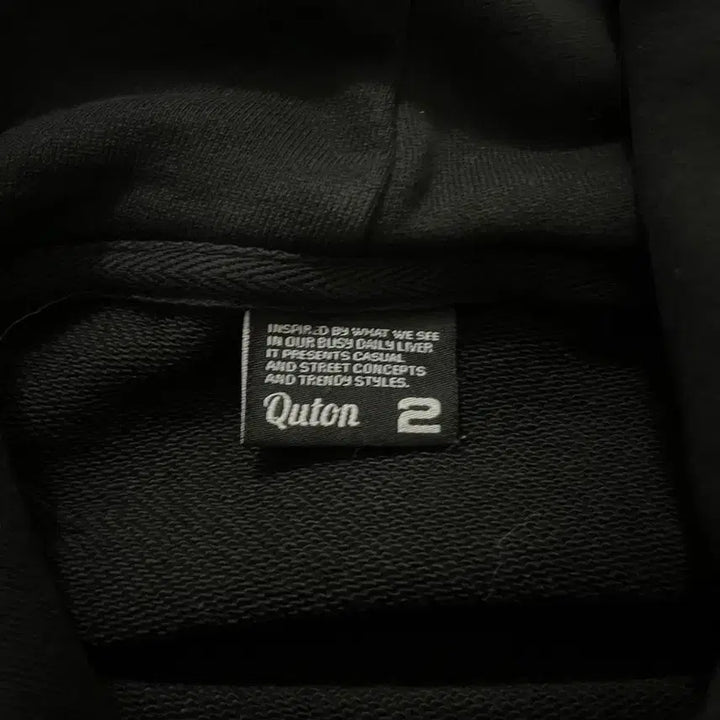 INSPIRED BY WHAT WE SEE
IN OUR BUSY DAILY LIVER
IT PRESENTS CASUAL
AND STREET CONCEPTS
AND TRENDY STYLES.
Quton 2